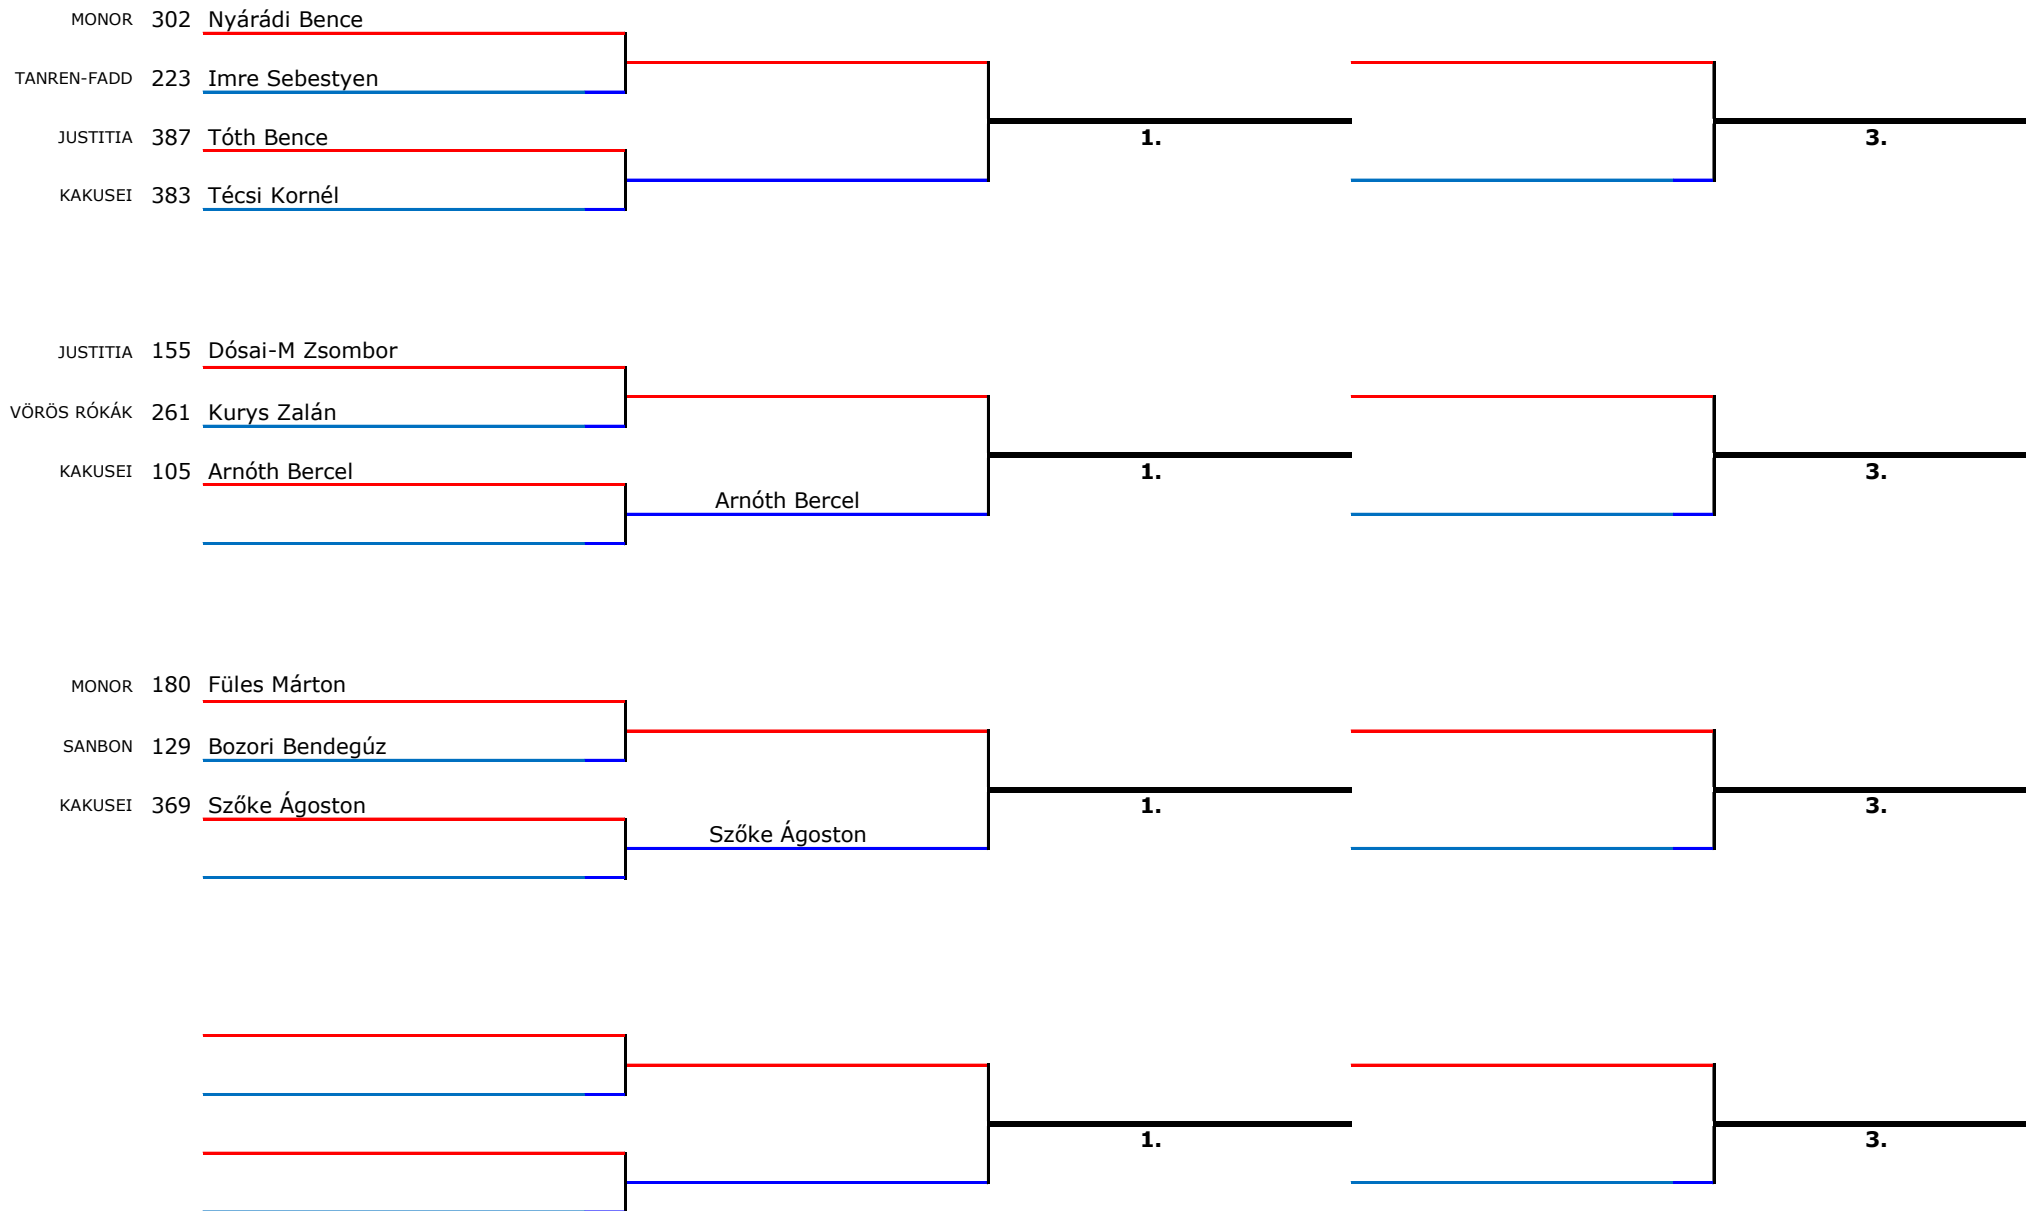 MONOR 302 Nyárádi Bence
TANREN-FADD 223 Imre Sebestyen
1. 3.
JUSTITIA 387 Tóth Bence
KAKUSEI 383 Técsi Kornél
JUSTITIA 155 Dósai-M Zsombor
VÖRÖS RÓKÁK 261 Kurys Zalán
KAKUSEI 105 Arnóth Bercel
1. 3.
Arnóth Bercel
MONOR 180 Füles Márton
SANBON 129 Bozori Bendegúz
KAKUSEI 369 Szőke Ágoston
1. 3.
Szőke Ágoston
1. 3.